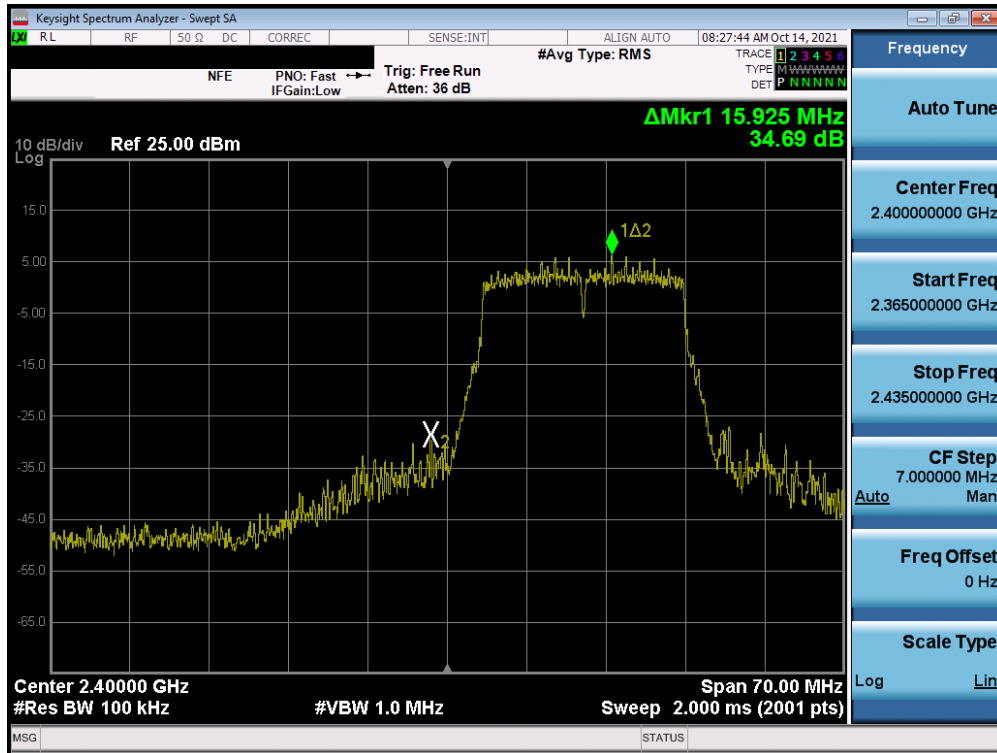 Keysight Spectrum Analyzer - Swept SA
LXI RL RF 50 Ω DC CORREC SENSE:INT ALIGN AUTO 08:27:44 AM Oct 14, 2021
Frequency
#Avg Type: RMS TRACE 1 2 3 4 5 6
NFE PNO: Fast Trig: Free Run TYPE M WWWWW
IFGain:Low Atten: 36 dB DET P N N N N N
Auto Tune
ΔMkr1 15.925 MHz
34.69 dB
10 dB/div Ref 25.00 dBm
Log
15.0
5.00
-5.00
-15.0
-25.0
-35.0
-45.0
-55.0
-65.0
1Δ2
X2
Center Freq
2.400000000 GHz
Start Freq
2.365000000 GHz
Stop Freq
2.435000000 GHz
CF Step
7.000000 MHz
Auto Man
Freq Offset
0 Hz
Scale Type
Log Lin
Center 2.40000 GHz Span 70.00 MHz
#Res BW 100 kHz #VBW 1.0 MHz Sweep 2.000 ms (2001 pts)
MSG STATUS